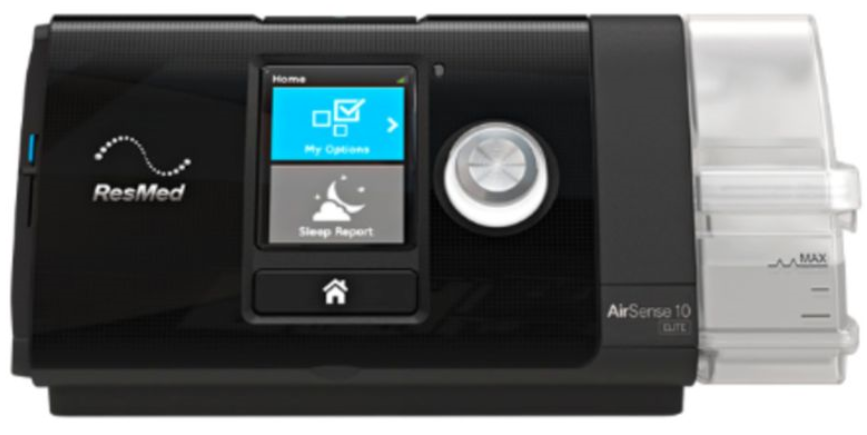 Home
My Options
Sleep Report
ResMed
MAX
AirSense 10
ELITE